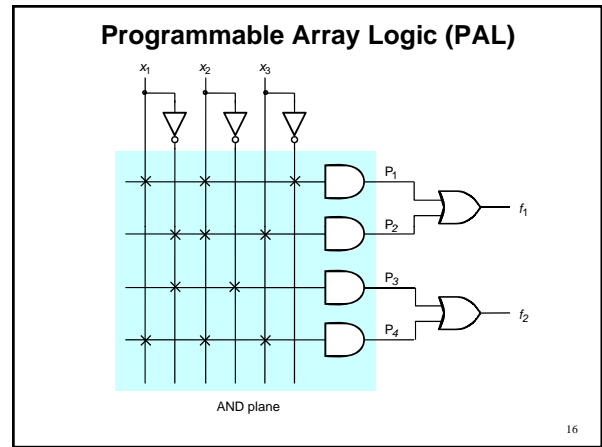 Programmable Array Logic (PAL)
x1 x2 x3
P1
f1
P2
P3
f2
P4
AND plane
16